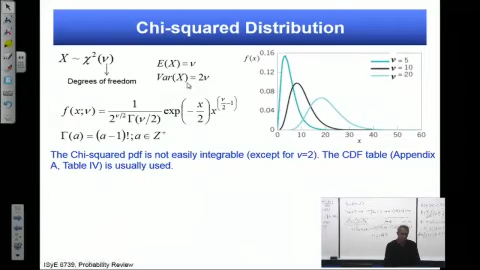 Chi-squared Distribution
X ~ χ²(ν)
Degrees of freedom
E(X) = ν
Var(X) = 2ν
f(x;ν) = 1 / (2^{ν/2} Γ(ν/2)) exp(−x/2) x^{(ν/2−1)}
Γ(a) = (a−1)!; a ∈ Z⁺
f(x)
0.16
0.12
0.08
0.04
0
0 10 20 30 40 50 60
x
ν = 5
ν = 10
ν = 20
The Chi-squared pdf is not easily integrable (except for ν=2). The CDF table (Appendix
A, Table IV) is usually used.
ISyE 6739, Probability Review